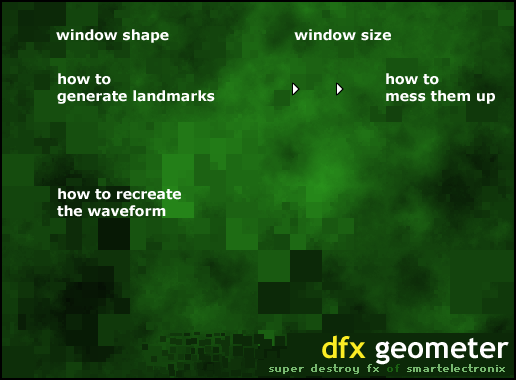 window shape
window size
how to
generate landmarks
how to
mess them up
how to recreate
the waveform
dfx geometer
super destroy fx of smartelectronix